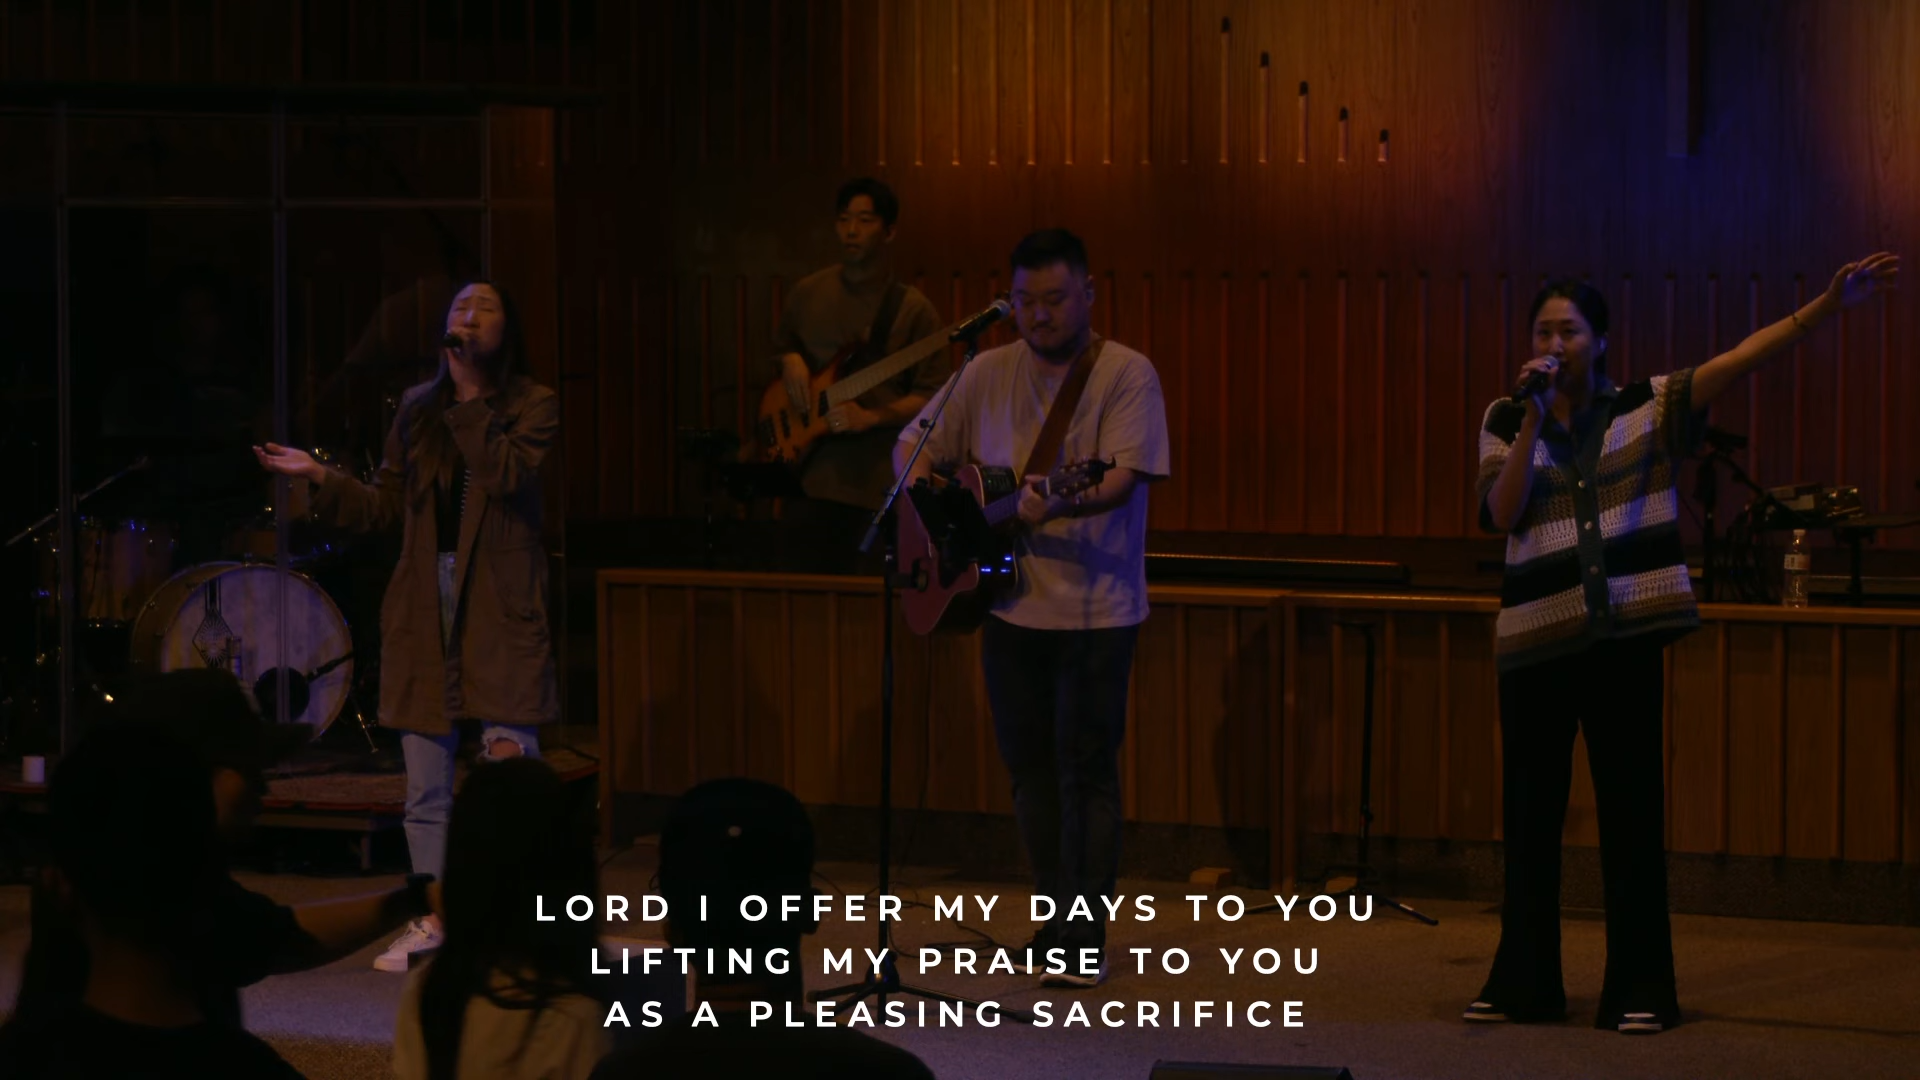 LORD I OFFER MY DAYS TO YOU
LIFTING MY PRAISE TO YOU
AS A PLEASING SACRIFICE